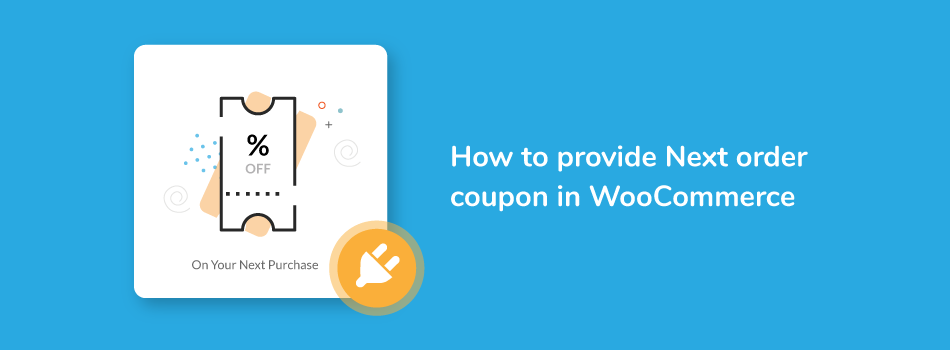 %
OFF
On Your Next Purchase
How to provide Next order
coupon in WooCommerce